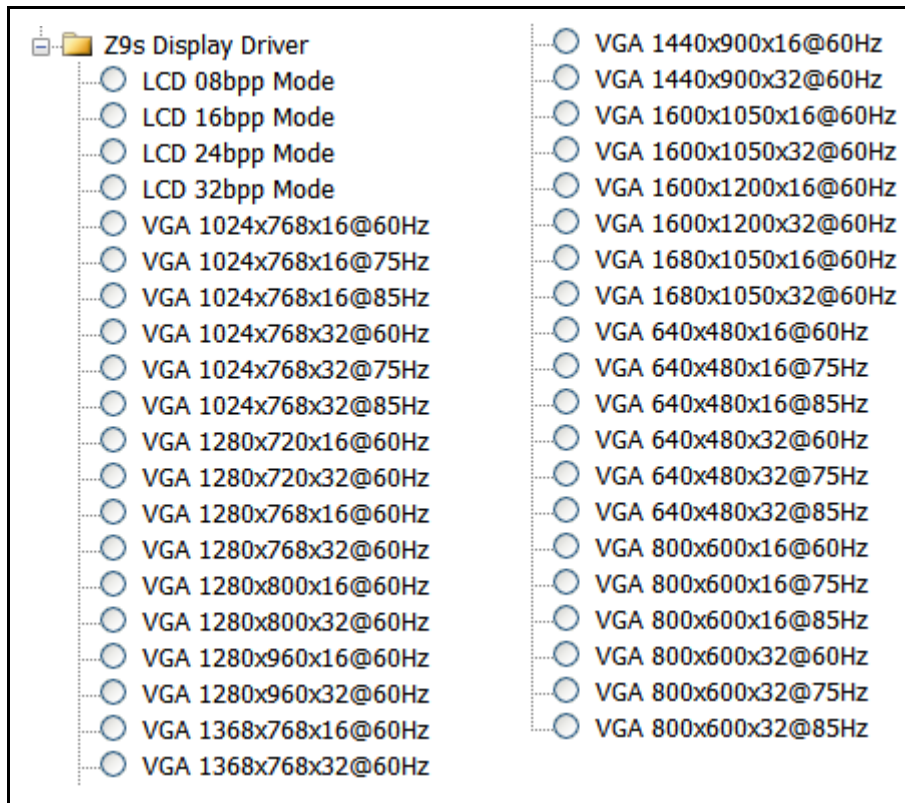 Z9s Display Driver
LCD 08bpp Mode
LCD 16bpp Mode
LCD 24bpp Mode
LCD 32bpp Mode
VGA 1024x768x16@60Hz
VGA 1024x768x16@75Hz
VGA 1024x768x16@85Hz
VGA 1024x768x32@60Hz
VGA 1024x768x32@75Hz
VGA 1024x768x32@85Hz
VGA 1280x720x16@60Hz
VGA 1280x720x32@60Hz
VGA 1280x768x16@60Hz
VGA 1280x768x32@60Hz
VGA 1280x800x16@60Hz
VGA 1280x800x32@60Hz
VGA 1280x960x16@60Hz
VGA 1280x960x32@60Hz
VGA 1368x768x16@60Hz
VGA 1368x768x32@60Hz
VGA 1440x900x16@60Hz
VGA 1440x900x32@60Hz
VGA 1600x1050x16@60Hz
VGA 1600x1050x32@60Hz
VGA 1600x1200x16@60Hz
VGA 1600x1200x32@60Hz
VGA 1680x1050x16@60Hz
VGA 1680x1050x32@60Hz
VGA 640x480x16@60Hz
VGA 640x480x16@75Hz
VGA 640x480x16@85Hz
VGA 640x480x32@60Hz
VGA 640x480x32@75Hz
VGA 640x480x32@85Hz
VGA 800x600x16@60Hz
VGA 800x600x16@75Hz
VGA 800x600x16@85Hz
VGA 800x600x32@60Hz
VGA 800x600x32@75Hz
VGA 800x600x32@85Hz